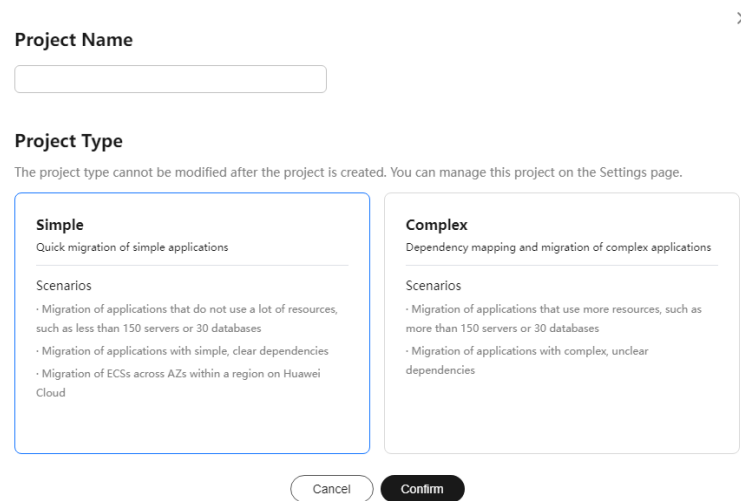 Project Name
Project Type
The project type cannot be modified after the project is created. You can manage this project on the Settings page.
Simple
Quick migration of simple applications
Scenarios
· Migration of applications that do not use a lot of resources,
such as less than 150 servers or 30 databases
· Migration of applications with simple, clear dependencies
· Migration of ECSs across AZs within a region on Huawei
Cloud
Complex
Dependency mapping and migration of complex applications
Scenarios
· Migration of applications that use more resources, such as
more than 150 servers or 30 databases
· Migration of applications with complex, unclear
dependencies
Cancel
Confirm